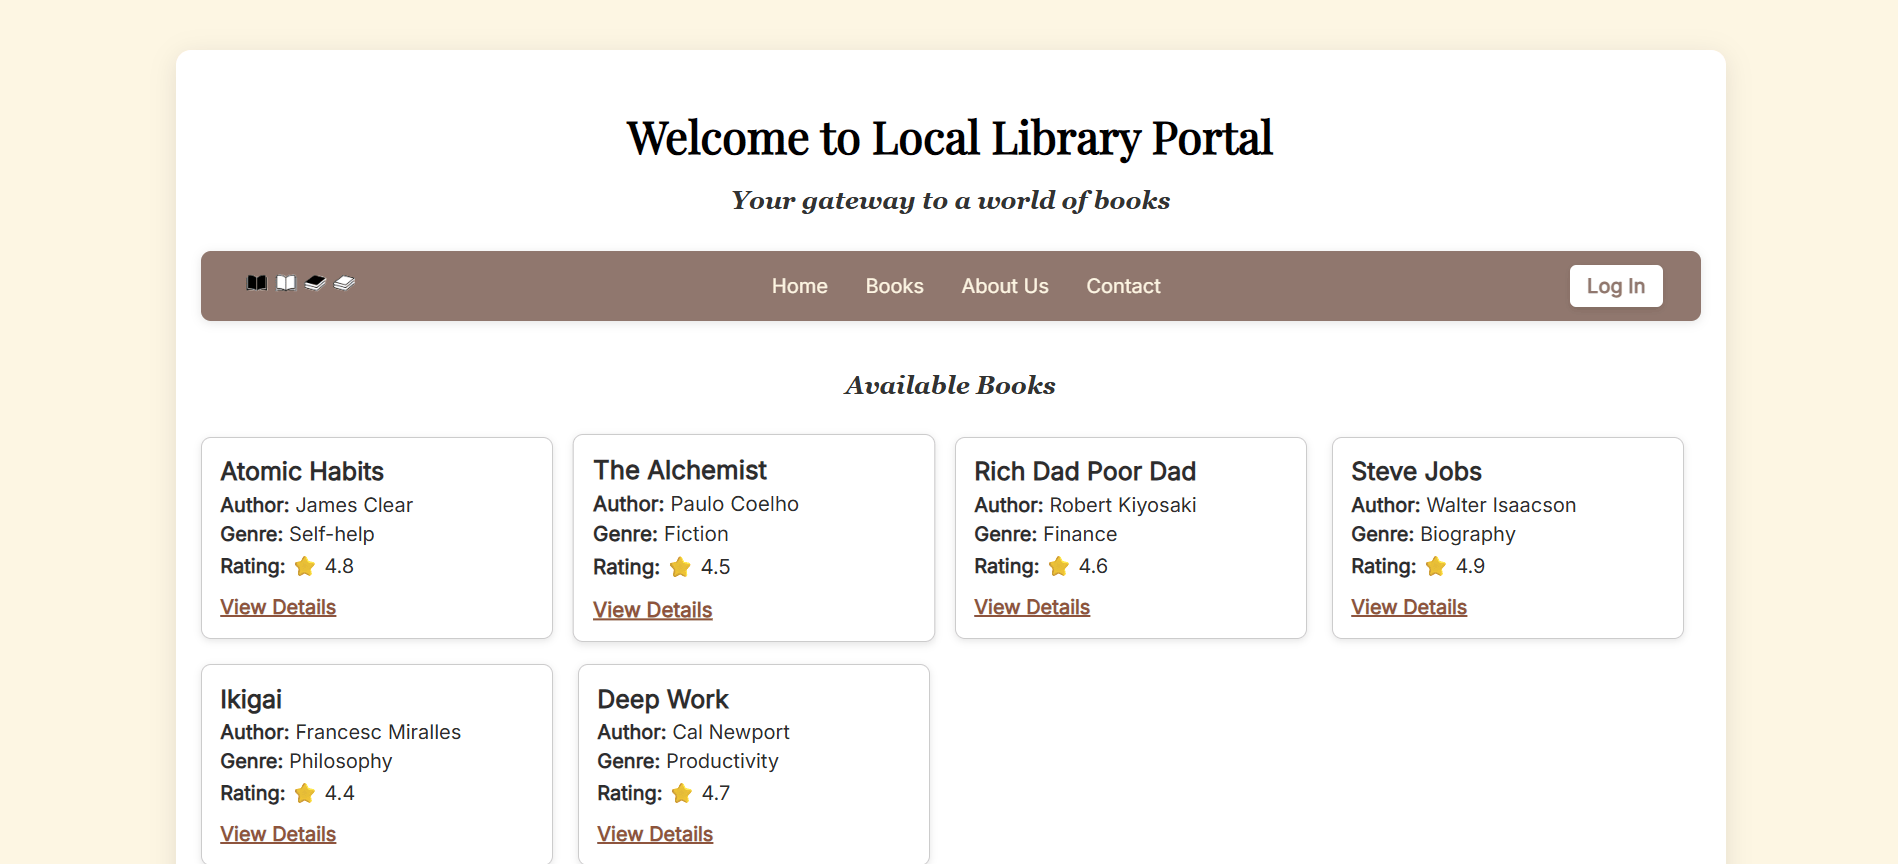 Welcome to Local Library Portal
Your gateway to a world of books
Home Books About Us Contact Log In
Available Books
Atomic Habits
Author: James Clear
Genre: Self-help
Rating: ⭐ 4.8
View Details
The Alchemist
Author: Paulo Coelho
Genre: Fiction
Rating: ⭐ 4.5
View Details
Rich Dad Poor Dad
Author: Robert Kiyosaki
Genre: Finance
Rating: ⭐ 4.6
View Details
Steve Jobs
Author: Walter Isaacson
Genre: Biography
Rating: ⭐ 4.9
View Details
Ikigai
Author: Francesc Miralles
Genre: Philosophy
Rating: ⭐ 4.4
View Details
Deep Work
Author: Cal Newport
Genre: Productivity
Rating: ⭐ 4.7
View Details